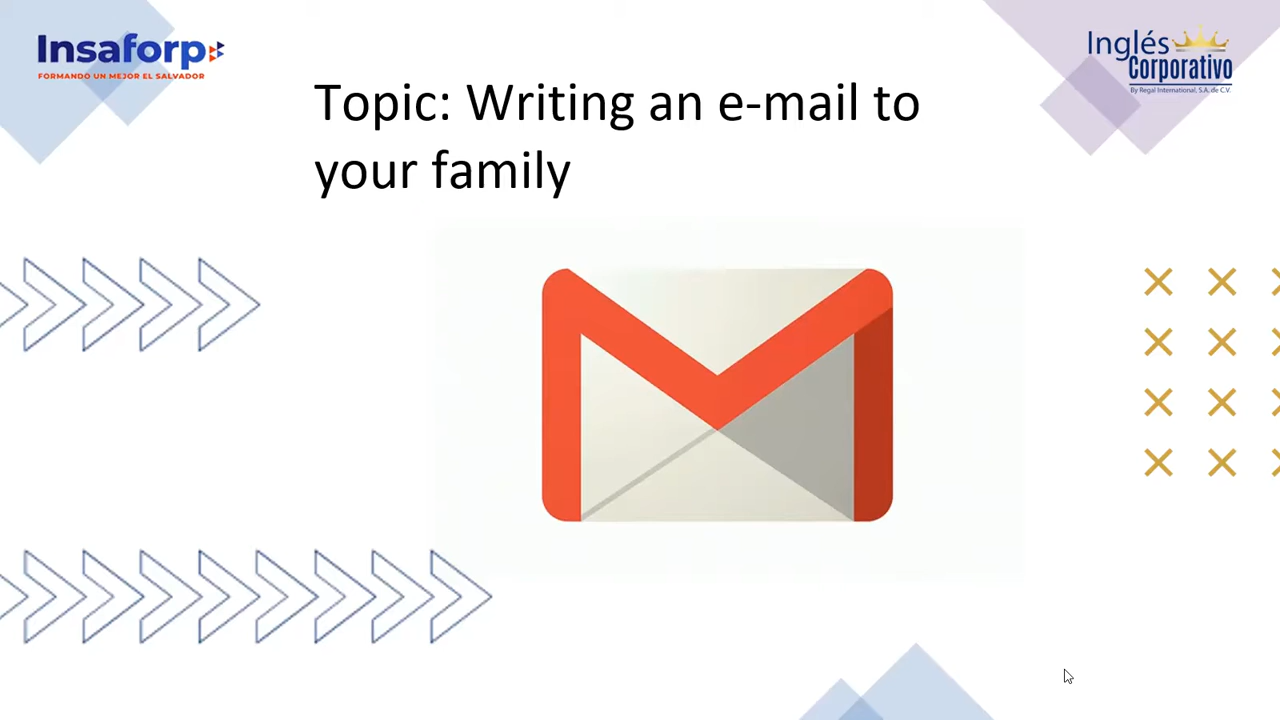 Insaforp
FORMANDO UN MEJOR EL SALVADOR
Inglés
Corporativo
By Regal International, S.A. de C.V.
Topic: Writing an e-mail to
your family